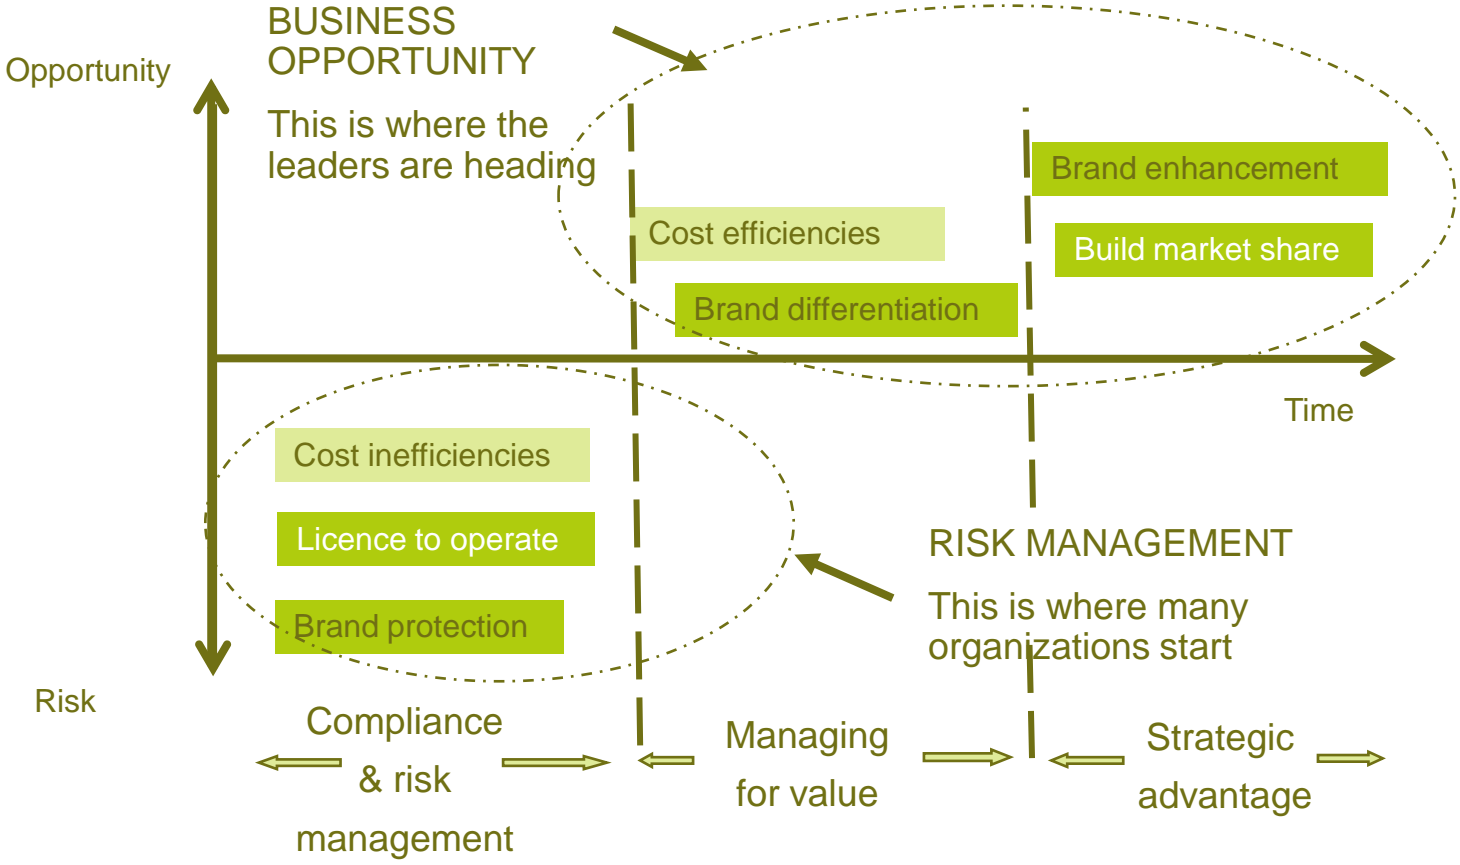 BUSINESS
OPPORTUNITY
Opportunity
This is where the
leaders are heading
Brand enhancement
Cost efficiencies
Build market share
Brand differentiation
Time
Cost inefficiencies
Licence to operate
Brand protection
RISK MANAGEMENT
This is where many
organizations start
Risk
Compliance
& risk
management
Managing
for value
Strategic
advantage